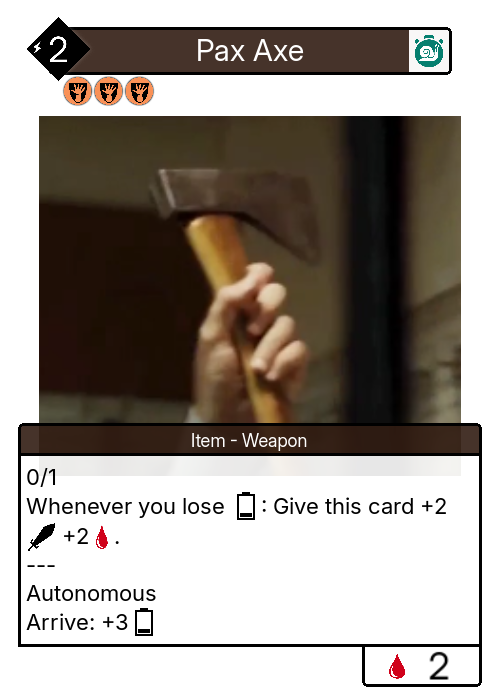 2
Pax Axe
Item - Weapon
0/1
Whenever you lose : Give this card +2
+2 .
---
Autonomous
Arrive: +3
2